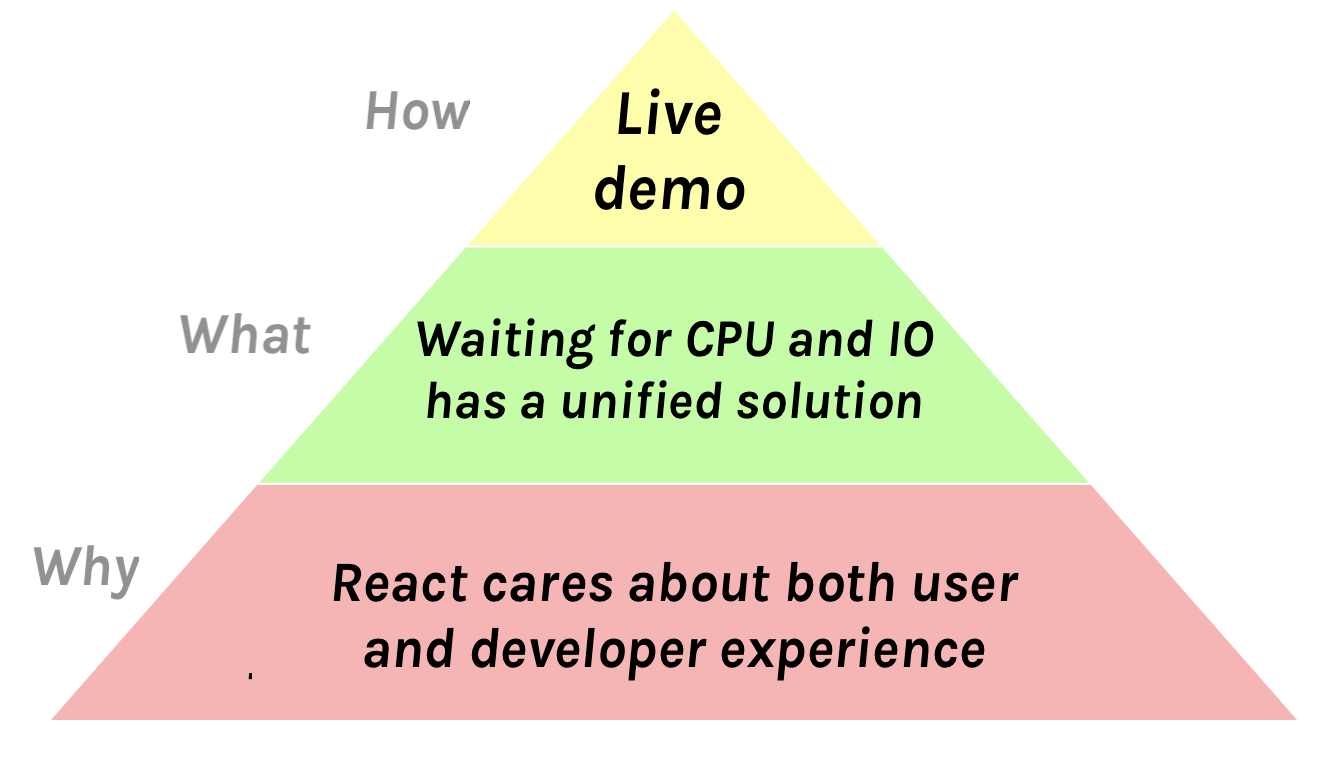 How
Live
demo
What
Waiting for CPU and IO
has a unified solution
Why
React cares about both user
and developer experience